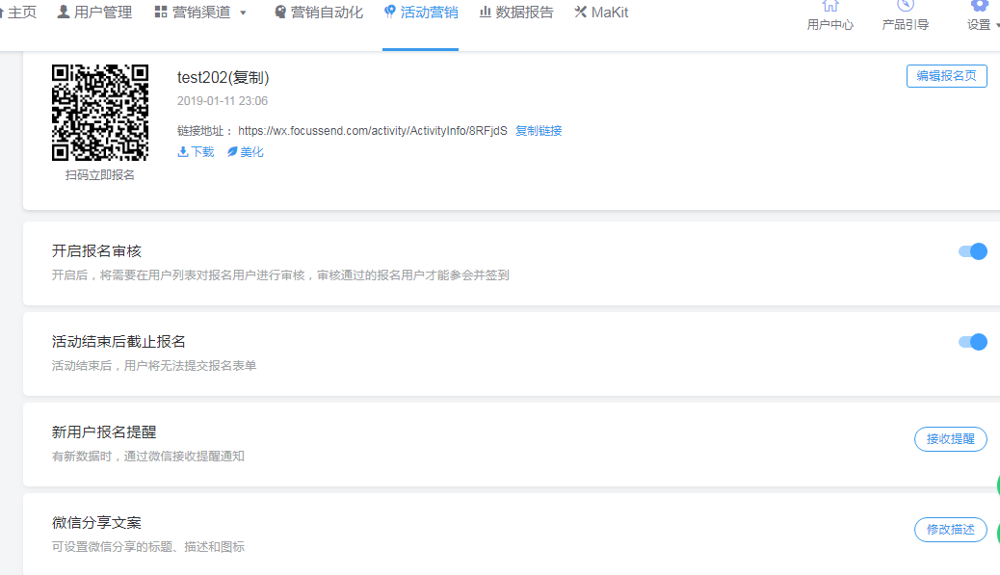 主页 用户管理 营销渠道 营销自动化 活动营销 数据报告 MaKit 用户中心 产品引导 设置
test202(复制)
编辑报名页
2019-01-11 23:06
链接地址： https://wx.focussend.com/activity/ActivityInfo/8RFjdS 复制链接
下载 美化
扫码立即报名
开启报名审核
开启后，将需要在用户列表对报名用户进行审核，审核通过的报名用户才能参会并签到
活动结束后截止报名
活动结束后，用户将无法提交报名表单
新用户报名提醒
接收提醒
有新数据时，通过微信接收提醒通知
微信分享文案
修改描述
可设置微信分享的标题、描述和图标